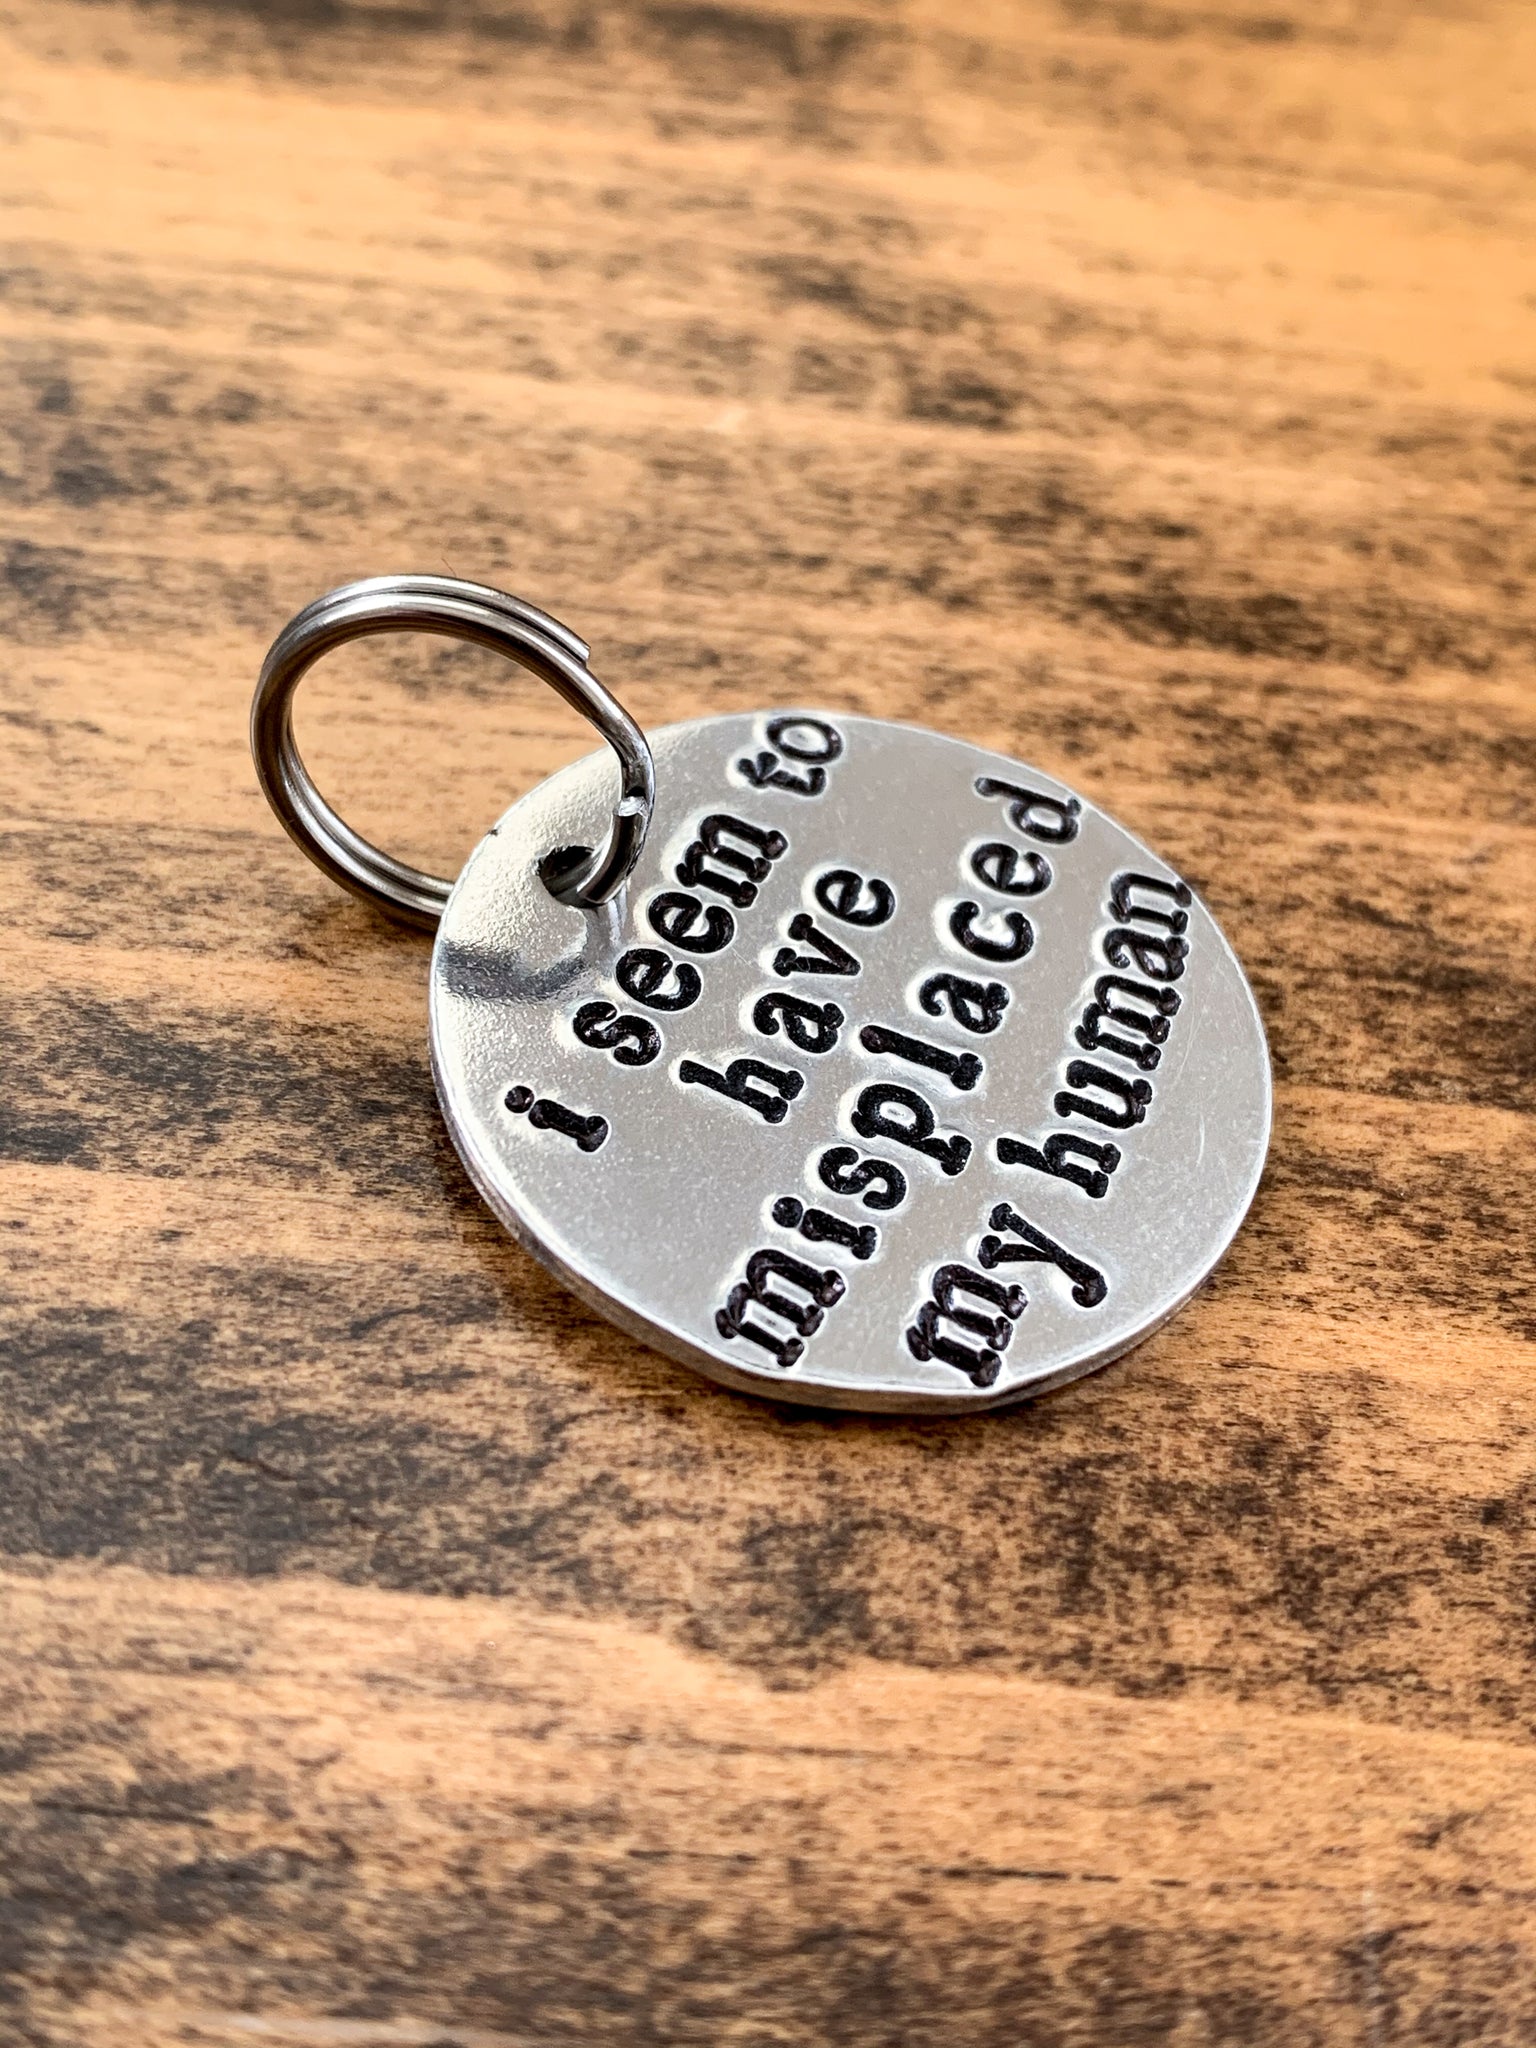 i seem to
have
misplaced
my human